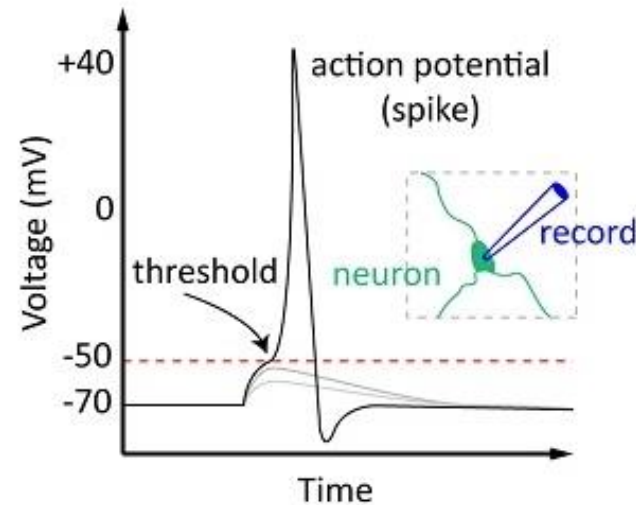 +40
action potential
(spike)
0
Voltage (mV)
record
neuron
threshold
-50
-70
Time